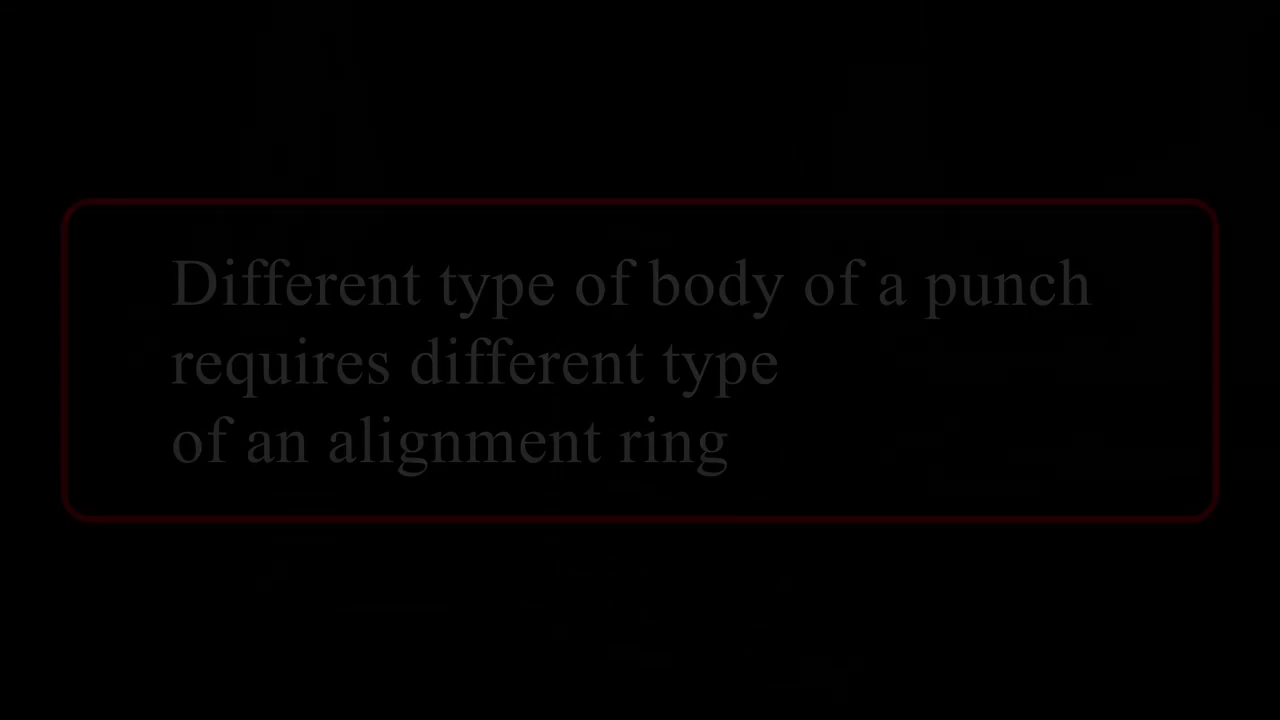 Different type of body of a punch
requires different type
of an alignment ring